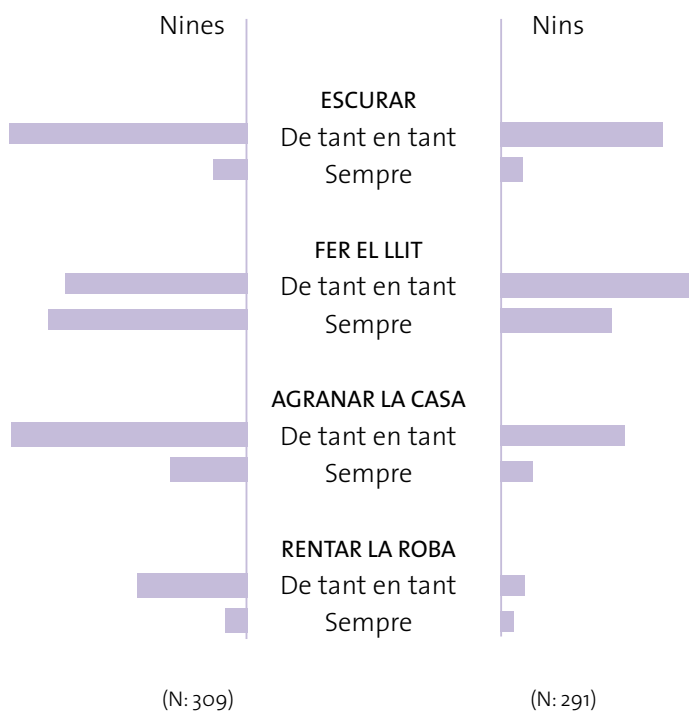 Nines Nins
ESCURAR
De tant en tant
Sempre
FER EL LLIT
De tant en tant
Sempre
AGRANAR LA CASA
De tant en tant
Sempre
RENTAR LA ROBA
De tant en tant
Sempre
(N: 309) (N: 291)